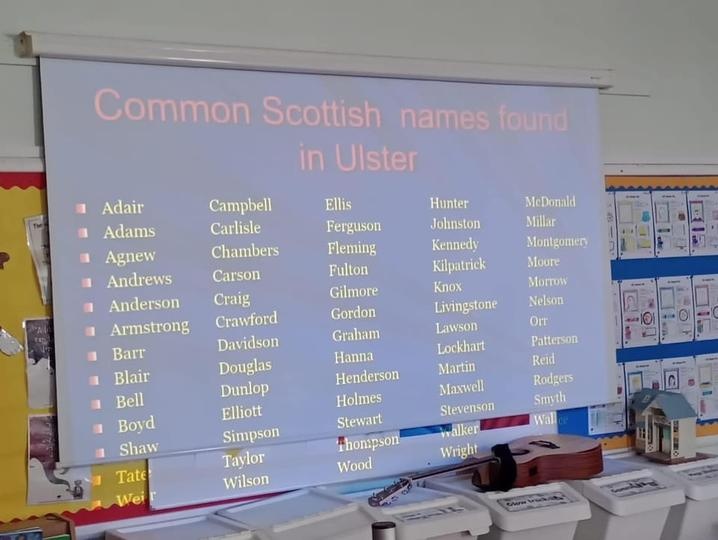 Common Scottish names found
in Ulster
Adair Campbell Ellis Hunter McDonald
Adams Carlisle Ferguson Johnston Millar
Agnew Chambers Fleming Kennedy Montgomery
Andrews Carson Fulton Kilpatrick Moore
Anderson Craig Gilmore Knox Morrow
Armstrong Crawford Gordon Livingstone Nelson
Barr Davidson Graham Lawson Orr
Blair Douglas Hanna Lockhart Patterson
Bell Dunlop Henderson Martin Reid
Boyd Elliott Holmes Maxwell Rodgers
Shaw Simpson Stewart Stevenson Smyth
Tate Taylor Thompson Walker
Weir Wilson Wood Wright